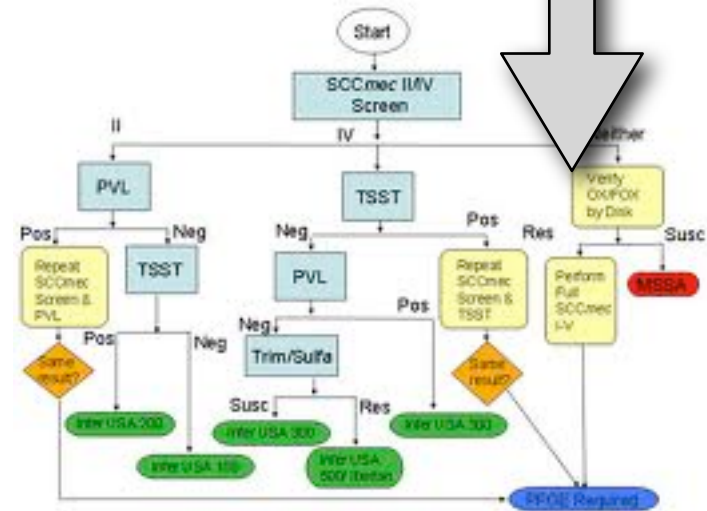 Start
SCCmec II/IV
Screen
II
IV
Neither
PVL
TSST
Verify
OX/FOX
by Disk
Pos
Neg
Neg
Pos
Res
Susc
Repeat
SCCmec
Screen &
PVL
TSST
PVL
Repeat
SCCmec
Screen &
TSST
Perform
Full
SCCmec
I-V
MSSA
Pos
Neg
Neg
Pos
Same
result?
Trim/Sulfa
Same
result?
Susc
Res
Infer USA 200
Infer USA
Infer USA 300
Infer USA 300
Infer USA
PFGE Required